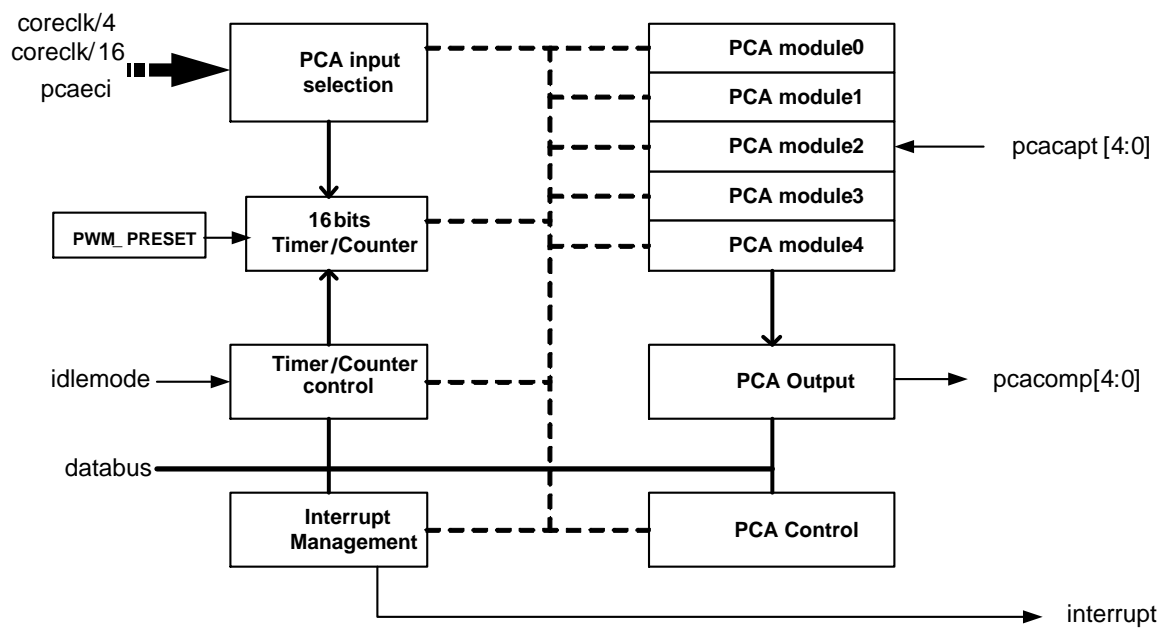 coreclk/4
coreclk/16
pcaeci
PCA input
selection
PCA module0
PCA module1
PCA module2
PCA module3
PCA module4
pcacapt [4:0]
PWM_PRESET
16bits
Timer/Counter
idlemode
Timer/Counter
control
PCA Output
pcacomp[4:0]
databus
Interrupt
Management
PCA Control
interrupt